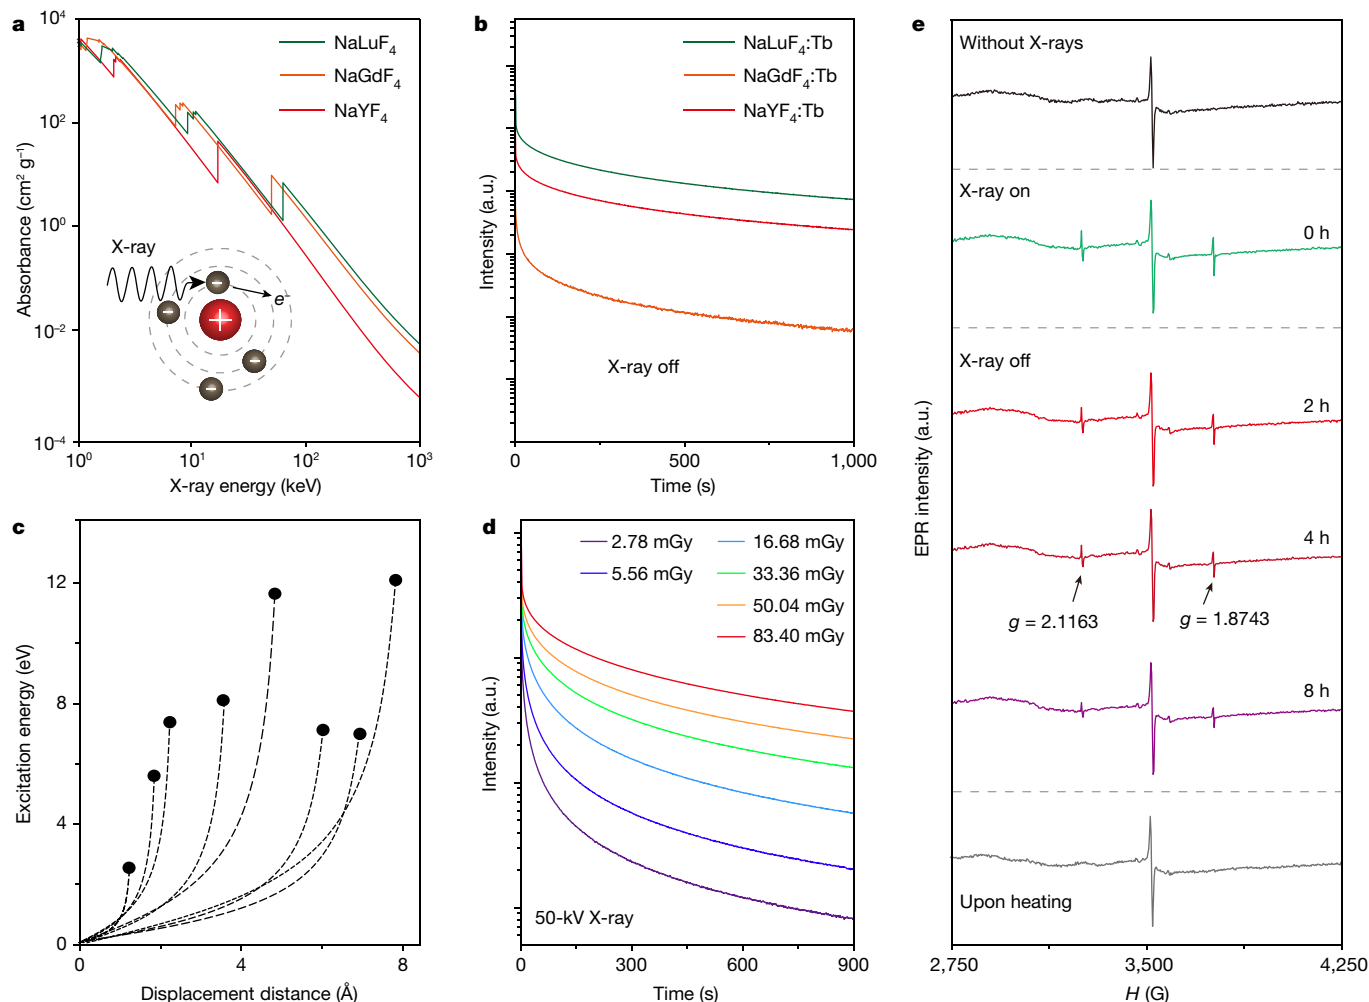 a
10⁴
10²
10⁰
10⁻²
10⁻⁴
Absorbance (cm² g⁻¹)
NaLuF₄
NaGdF₄
NaYF₄
X-ray
e⁻
+
10⁰
10¹
10²
10³
X-ray energy (keV)
b
Intensity (a.u.)
NaLuF₄:Tb
NaGdF₄:Tb
NaYF₄:Tb
X-ray off
0
500
1,000
Time (s)
c
12
8
4
0
Excitation energy (eV)
0
4
8
Displacement distance (Å)
d
Intensity (a.u.)
2.78 mGy
5.56 mGy
16.68 mGy
33.36 mGy
50.04 mGy
83.40 mGy
50-kV X-ray
0
300
600
900
Time (s)
e
EPR intensity (a.u.)
Without X-rays
X-ray on
0 h
X-ray off
2 h
4 h
g = 2.1163
g = 1.8743
8 h
Upon heating
2,750
3,500
4,250
H (G)